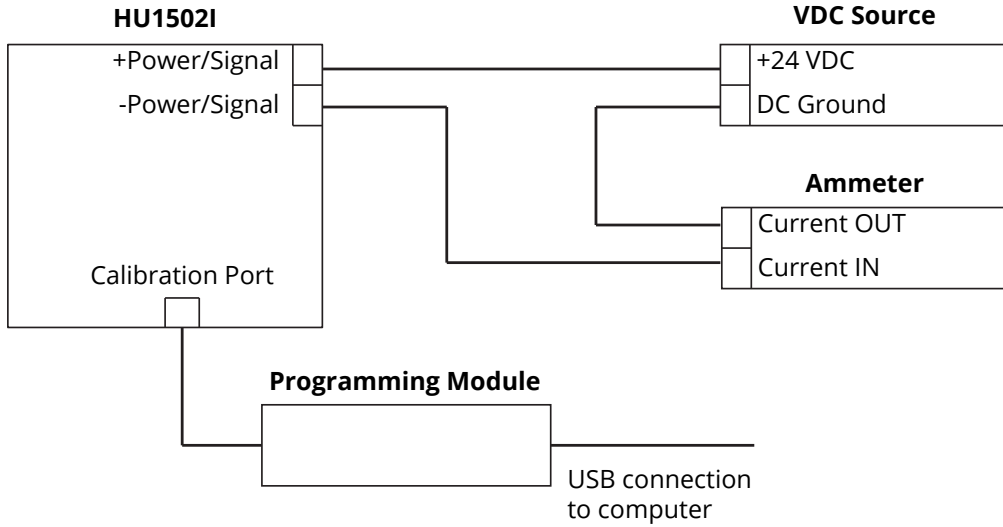 HU1502I
+Power/Signal
-Power/Signal
Calibration Port
VDC Source
+24 VDC
DC Ground
Ammeter
Current OUT
Current IN
Programming Module
USB connection
to computer